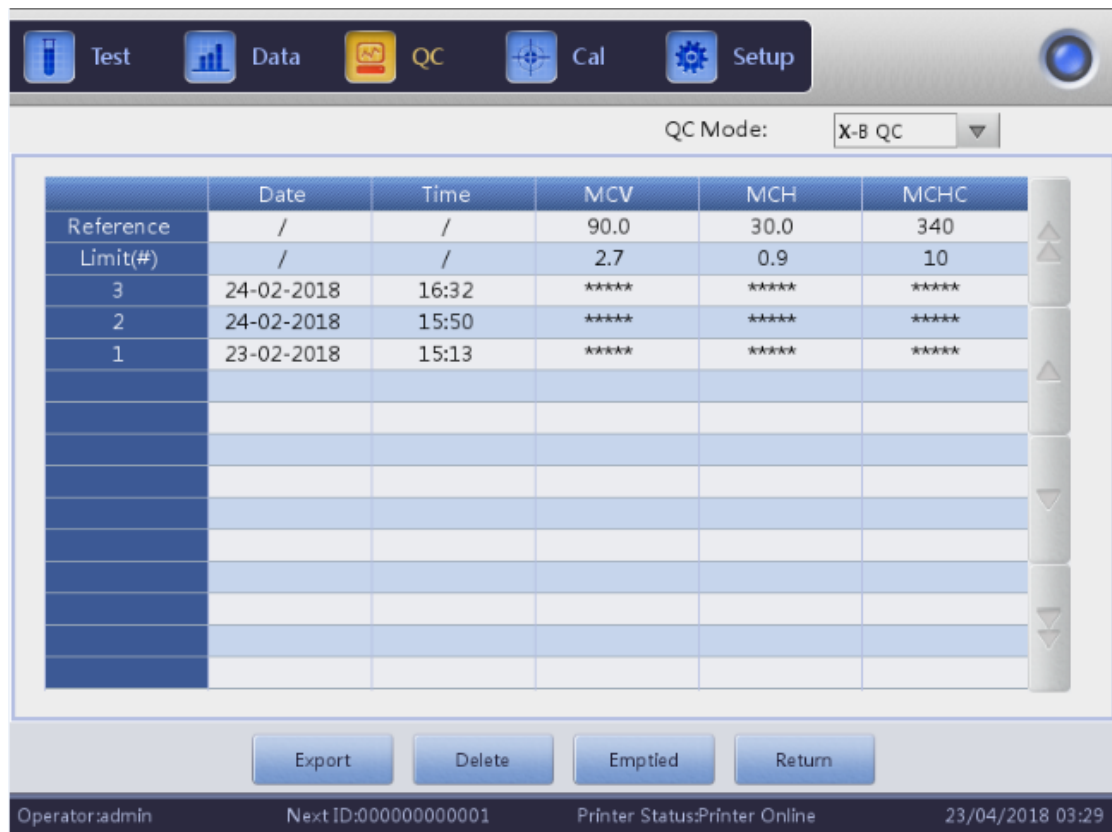 Test Data QC Cal Setup
QC Mode: X-B QC
Date Time MCV MCH MCHC
Reference / / 90.0 30.0 340
Limit(#) / / 2.7 0.9 10
3 24-02-2018 16:32 ***** ***** *****
2 24-02-2018 15:50 ***** ***** *****
1 23-02-2018 15:13 ***** ***** *****
Export Delete Emptied Return
Operator:admin Next ID:000000000001 Printer Status:Printer Online 23/04/2018 03:29